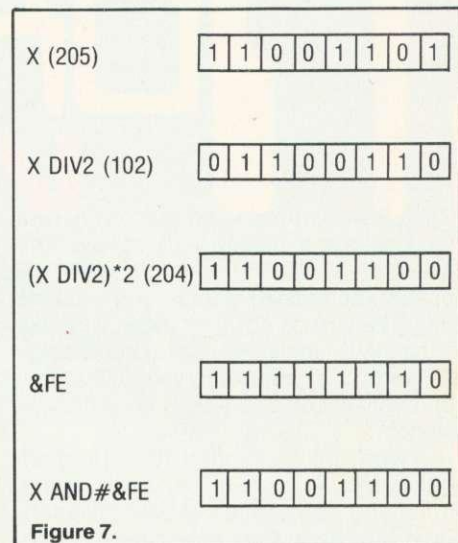 X (205) 1 1 0 0 1 1 0 1
X DIV2 (102) 0 1 1 0 0 1 1 0
(X DIV2)*2 (204) 1 1 0 0 1 1 0 0
&FE 1 1 1 1 1 1 1 0
X AND#&FE 1 1 0 0 1 1 0 0
Figure 7.